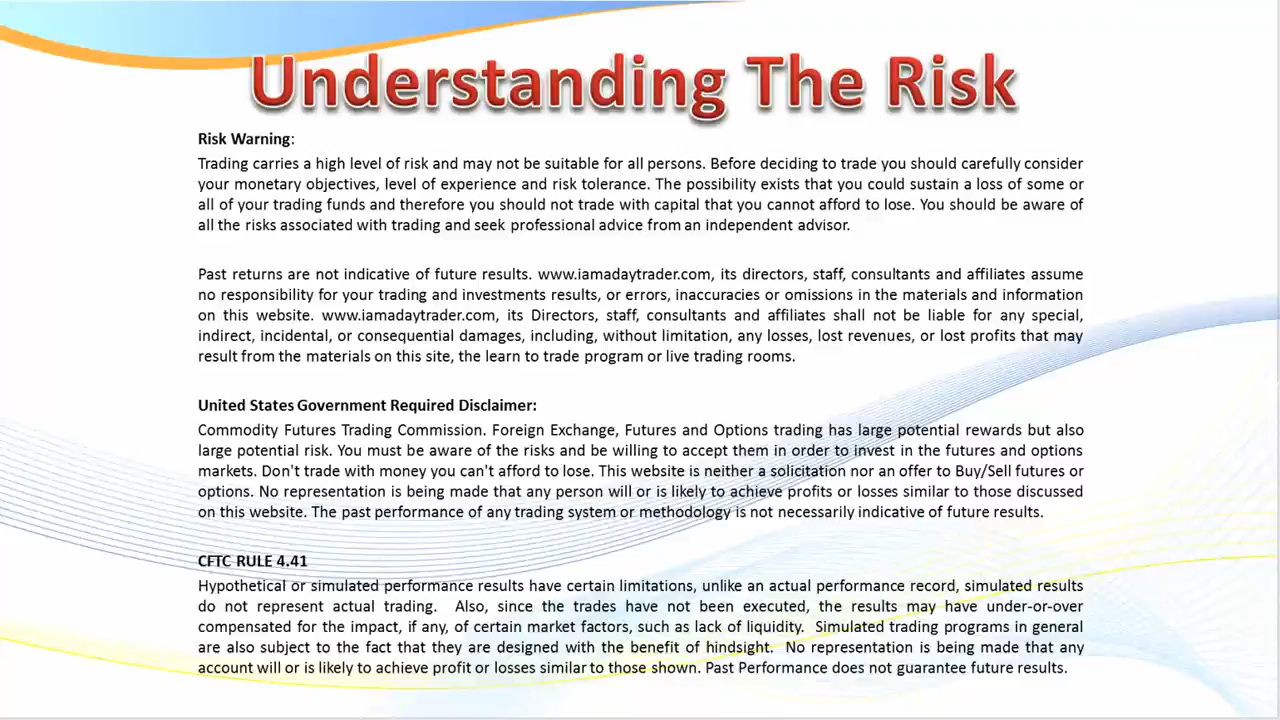 Understanding The Risk
Risk Warning:
Trading carries a high level of risk and may not be suitable for all persons. Before deciding to trade you should carefully consider
your monetary objectives, level of experience and risk tolerance. The possibility exists that you could sustain a loss of some or
all of your trading funds and therefore you should not trade with capital that you cannot afford to lose. You should be aware of
all the risks associated with trading and seek professional advice from an independent advisor.
Past returns are not indicative of future results. www.iamadaytrader.com, its directors, staff, consultants and affiliates assume
no responsibility for your trading and investments results, or errors, inaccuracies or omissions in the materials and information
on this website. www.iamadaytrader.com, its Directors, staff, consultants and affiliates shall not be liable for any special,
indirect, incidental, or consequential damages, including, without limitation, any losses, lost revenues, or lost profits that may
result from the materials on this site, the learn to trade program or live trading rooms.
United States Government Required Disclaimer:
Commodity Futures Trading Commission. Foreign Exchange, Futures and Options trading has large potential rewards but also
large potential risk. You must be aware of the risks and be willing to accept them in order to invest in the futures and options
markets. Don't trade with money you can't afford to lose. This website is neither a solicitation nor an offer to Buy/Sell futures or
options. No representation is being made that any person will or is likely to achieve profits or losses similar to those discussed
on this website. The past performance of any trading system or methodology is not necessarily indicative of future results.
CFTC RULE 4.41
Hypothetical or simulated performance results have certain limitations, unlike an actual performance record, simulated results
do not represent actual trading. Also, since the trades have not been executed, the results may have under-or-over
compensated for the impact, if any, of certain market factors, such as lack of liquidity. Simulated trading programs in general
are also subject to the fact that they are designed with the benefit of hindsight. No representation is being made that any
account will or is likely to achieve profit or losses similar to those shown. Past Performance does not guarantee future results.